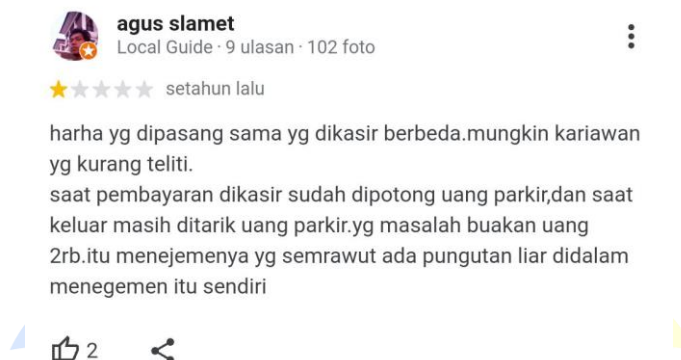 agus slamet
Local Guide · 9 ulasan · 102 foto
setahun lalu
harha yg dipasang sama yg dikasir berbeda.mungkin kariawan
yg kurang teliti.
saat pembayaran dikasir sudah dipotong uang parkir,dan saat
keluar masih ditarik uang parkir.yg masalah buakan uang
2rb.itu menejemenya yg semrawut ada pungutan liar didalam
menegemen itu sendiri
2